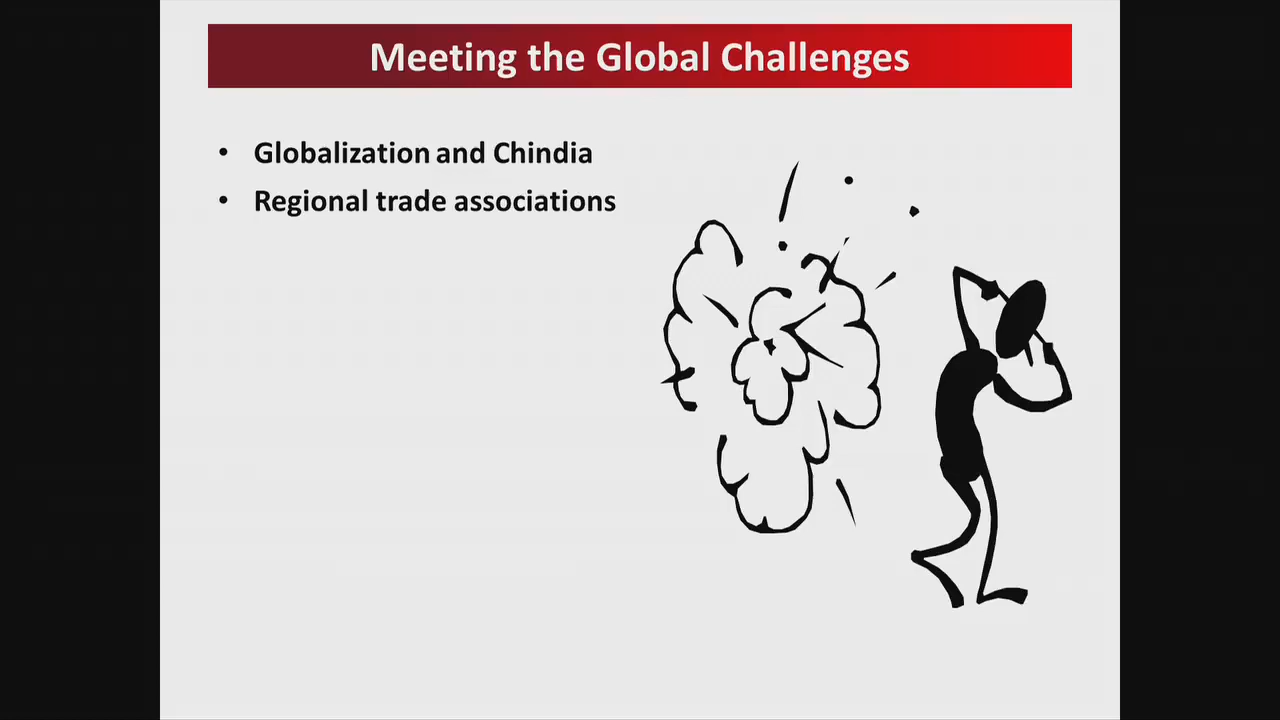 Meeting the Global Challenges
• Globalization and Chindia
• Regional trade associations